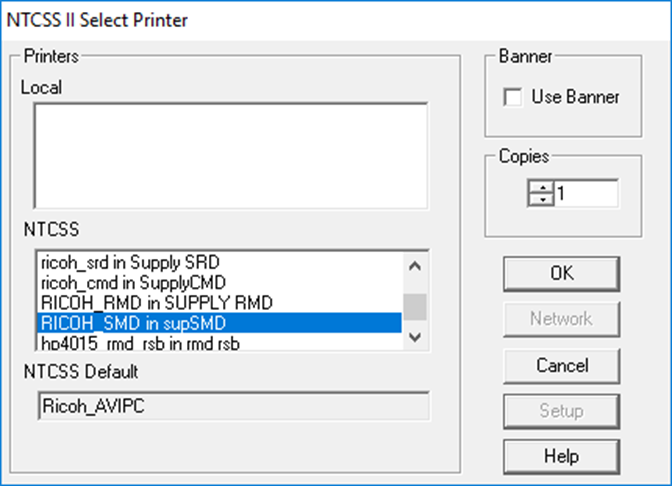 NTCSS II Select Printer
Printers
Local
NTCSS
ricoh_srd in Supply SRD
ricoh_cmd in SupplyCMD
RICOH_RMD in SUPPLY RMD
RICOH_SMD in supSMD
hp4015_rmd_rsb in rmd rsb
NTCSS Default
Ricoh_AVIPC
Banner
Use Banner
Copies
1
OK
Network
Cancel
Setup
Help